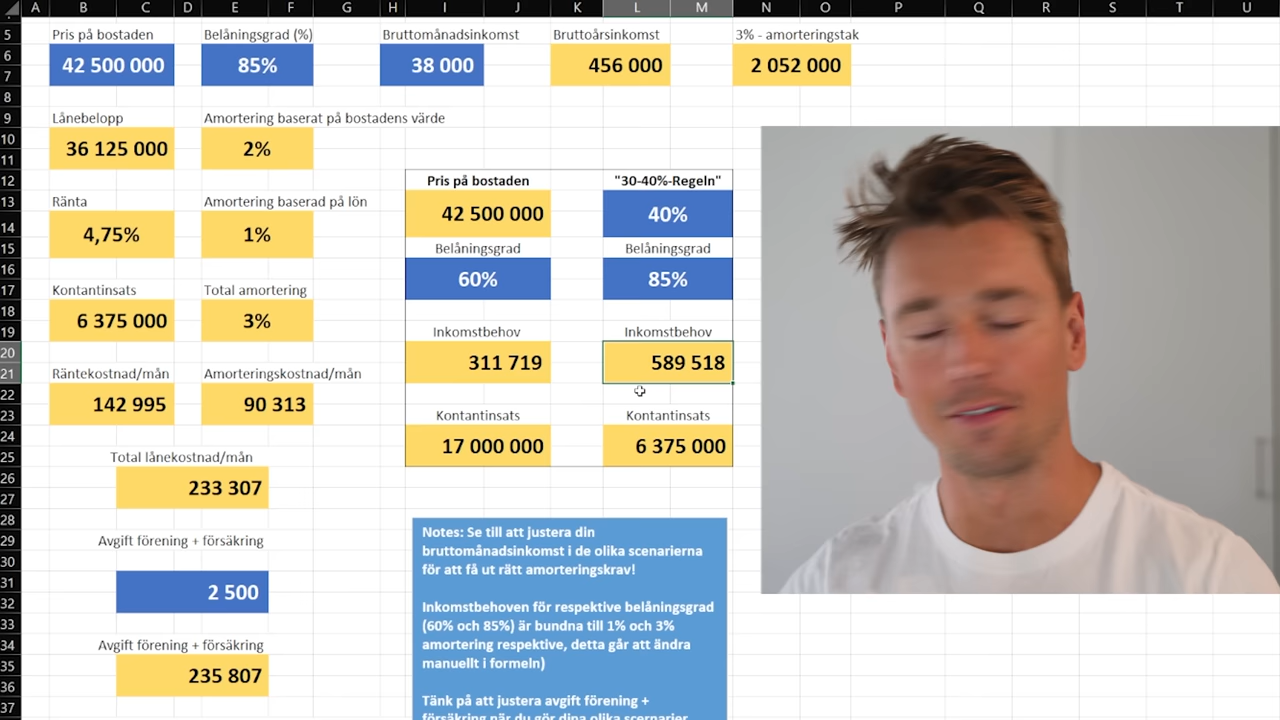 A B C D E F G H I J K L M N O P Q R S T U
5 Pris på bostaden Belåningsgrad (%) Bruttomånadsinkomst Bruttoårsinkomst 3% - amorteringstak
6 42 500 000 85% 38 000 456 000 2 052 000
7
8
9 Lånebelopp Amortering baserat på bostadens värde
10 36 125 000 2%
11
12 Pris på bostaden "30-40%-Regeln"
13 Ränta Amortering baserad på lön 42 500 000 40%
14 4,75% 1%
15 Belåningsgrad Belåningsgrad
16 60% 85%
17 Kontantinsats Total amortering
18 6 375 000 3%
19 Inkomstbehov Inkomstbehov
20 311 719 589 518
21 Räntekostnad/mån Amorteringskostnad/mån
22 142 995 90 313
23 Kontantinsats Kontantinsats
24 17 000 000 6 375 000
25 Total lånekostnad/mån
26 233 307
27
28
29 Avgift förening + försäkring
30
31 2 500
32
33
34 Avgift förening + försäkring
35 235 807
36
37
Notes: Se till att justera din
bruttomånadsinkomst i de olika scenarierna
för att få ut rätt amorteringskrav!
Inkomstbehoven för respektive belåningsgrad
(60% och 85%) är bundna till 1% och 3%
amortering respektive, detta går att ändra
manuellt i formeln)
Tänk på att justera avgift förening +
försäkring när du gör dina olika scernarier